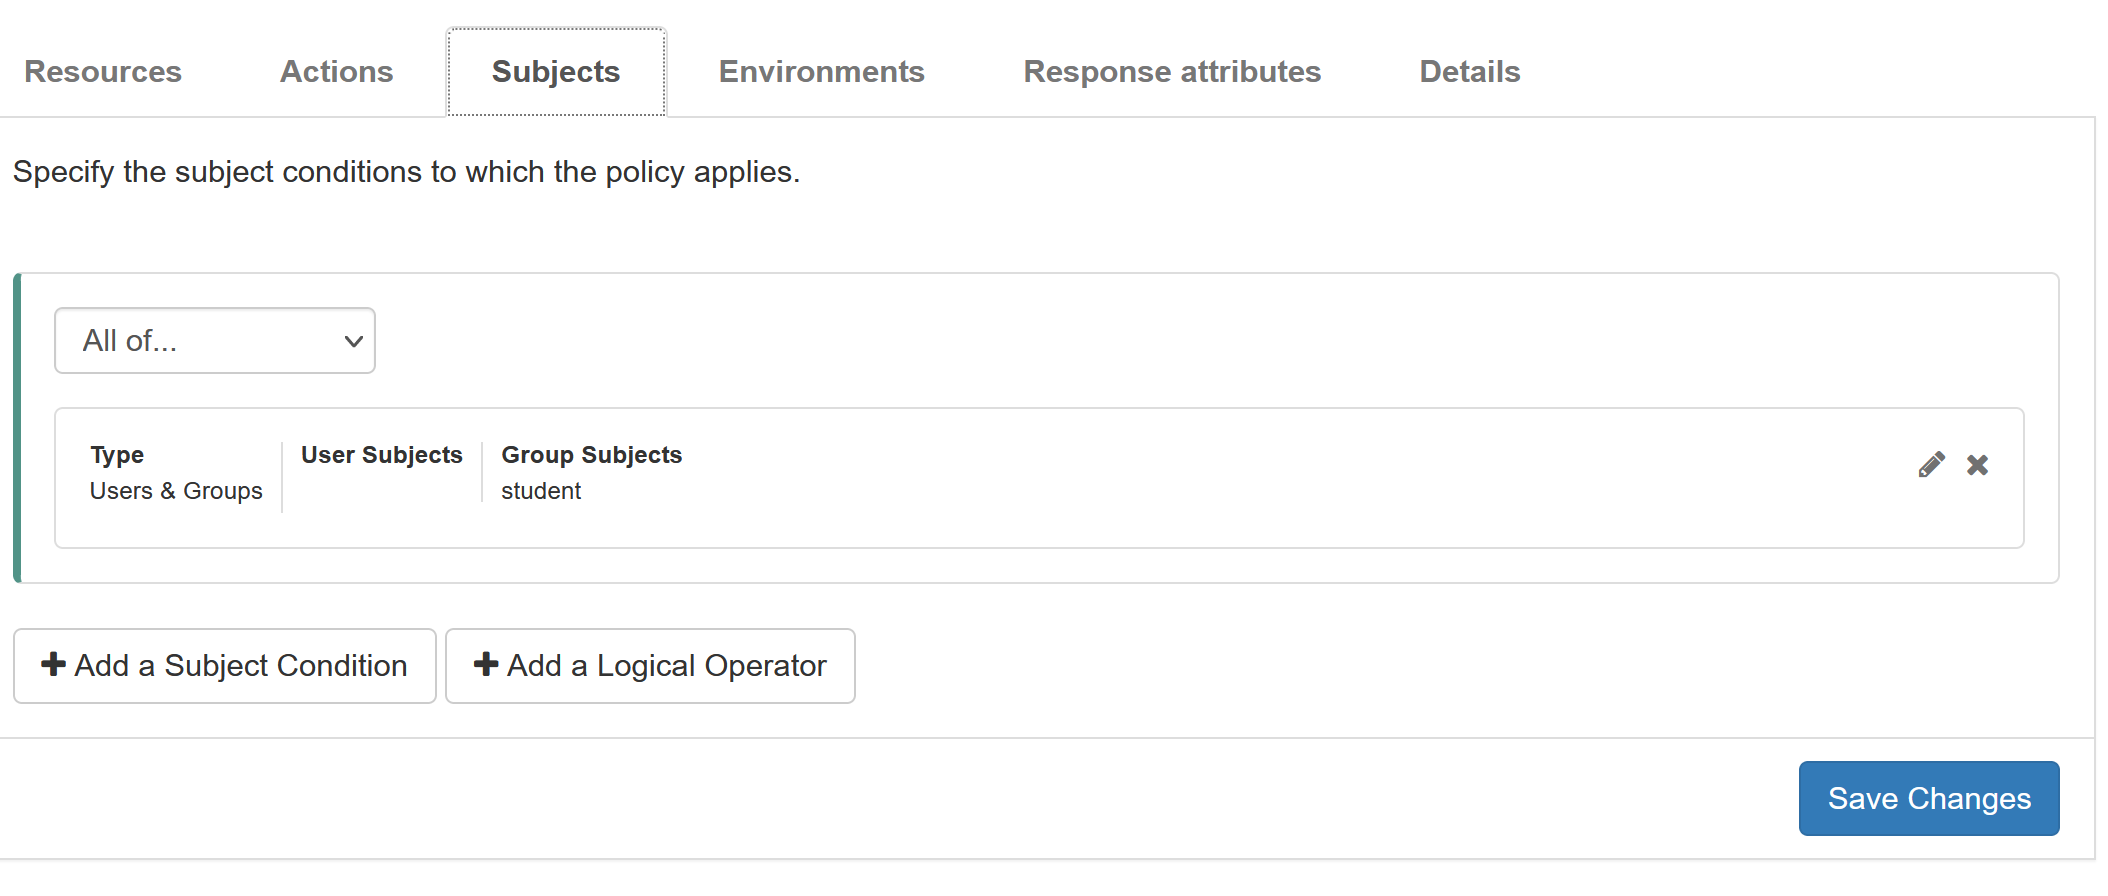 Resources Actions Subjects Environments Response attributes Details
Specify the subject conditions to which the policy applies.
All of...
Type User Subjects Group Subjects
Users & Groups student
Add a Subject Condition Add a Logical Operator
Save Changes